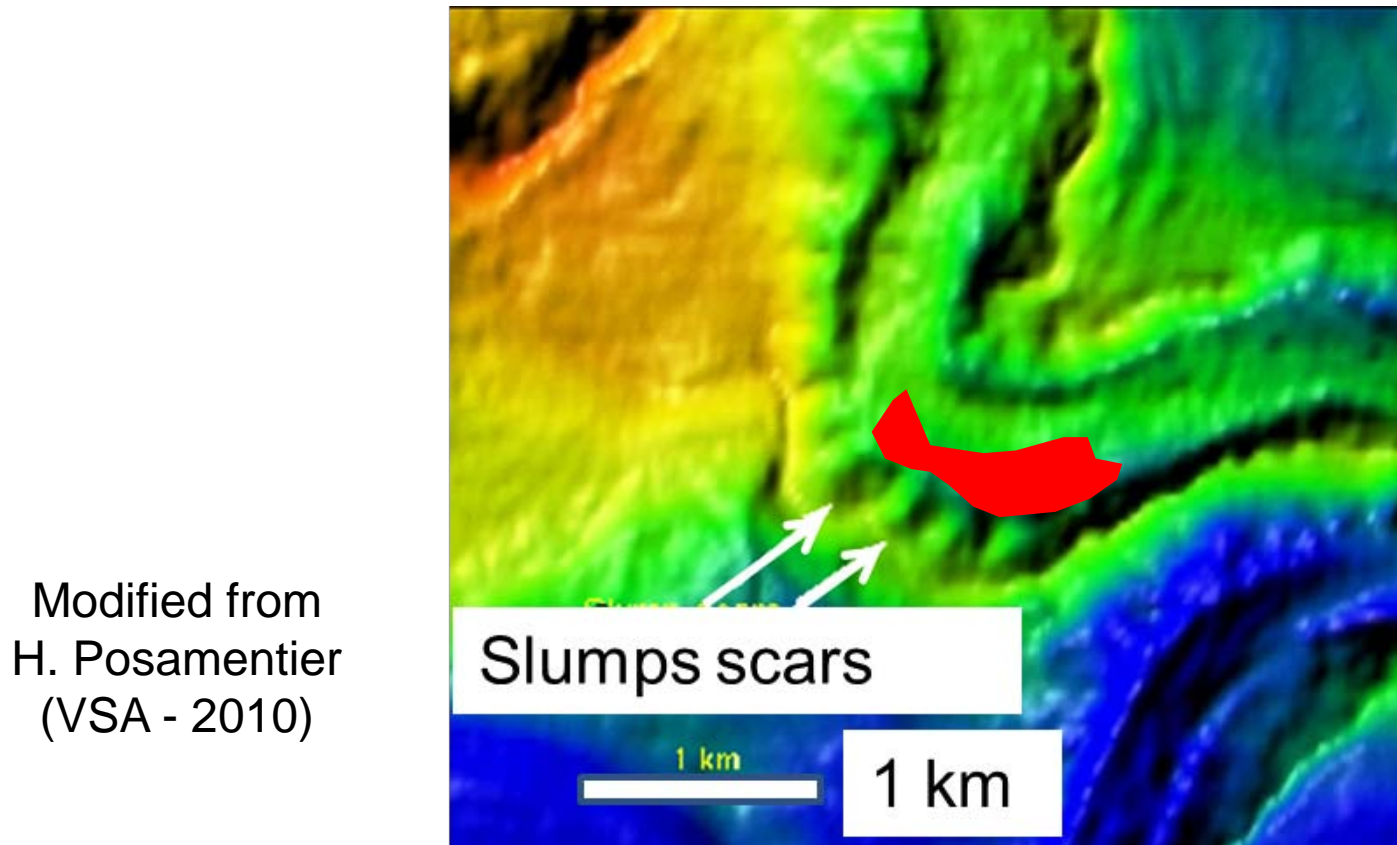 Modified from
H. Posamentier
(VSA - 2010)
Slumps scars
1 km
1 km